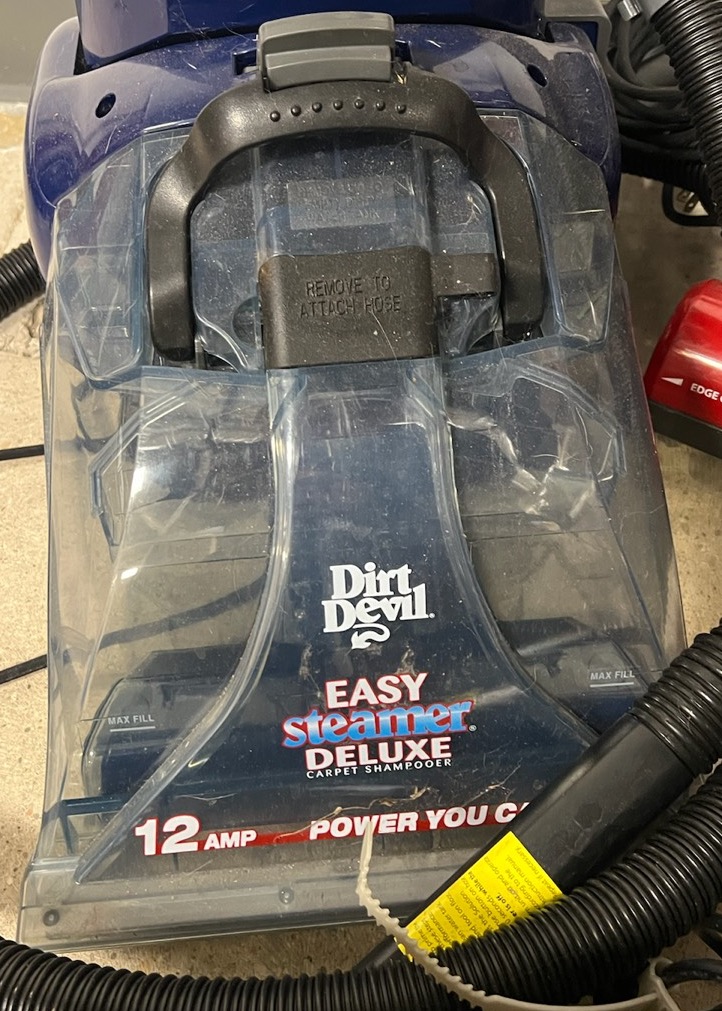 REMOVE TO
ATTACH HOSE
EDGE
Dirt
Devil®
MAX FILL
MAX FILL
EASY
steamer®
DELUXE
CARPET SHAMPOOER
12 AMP POWER YOU